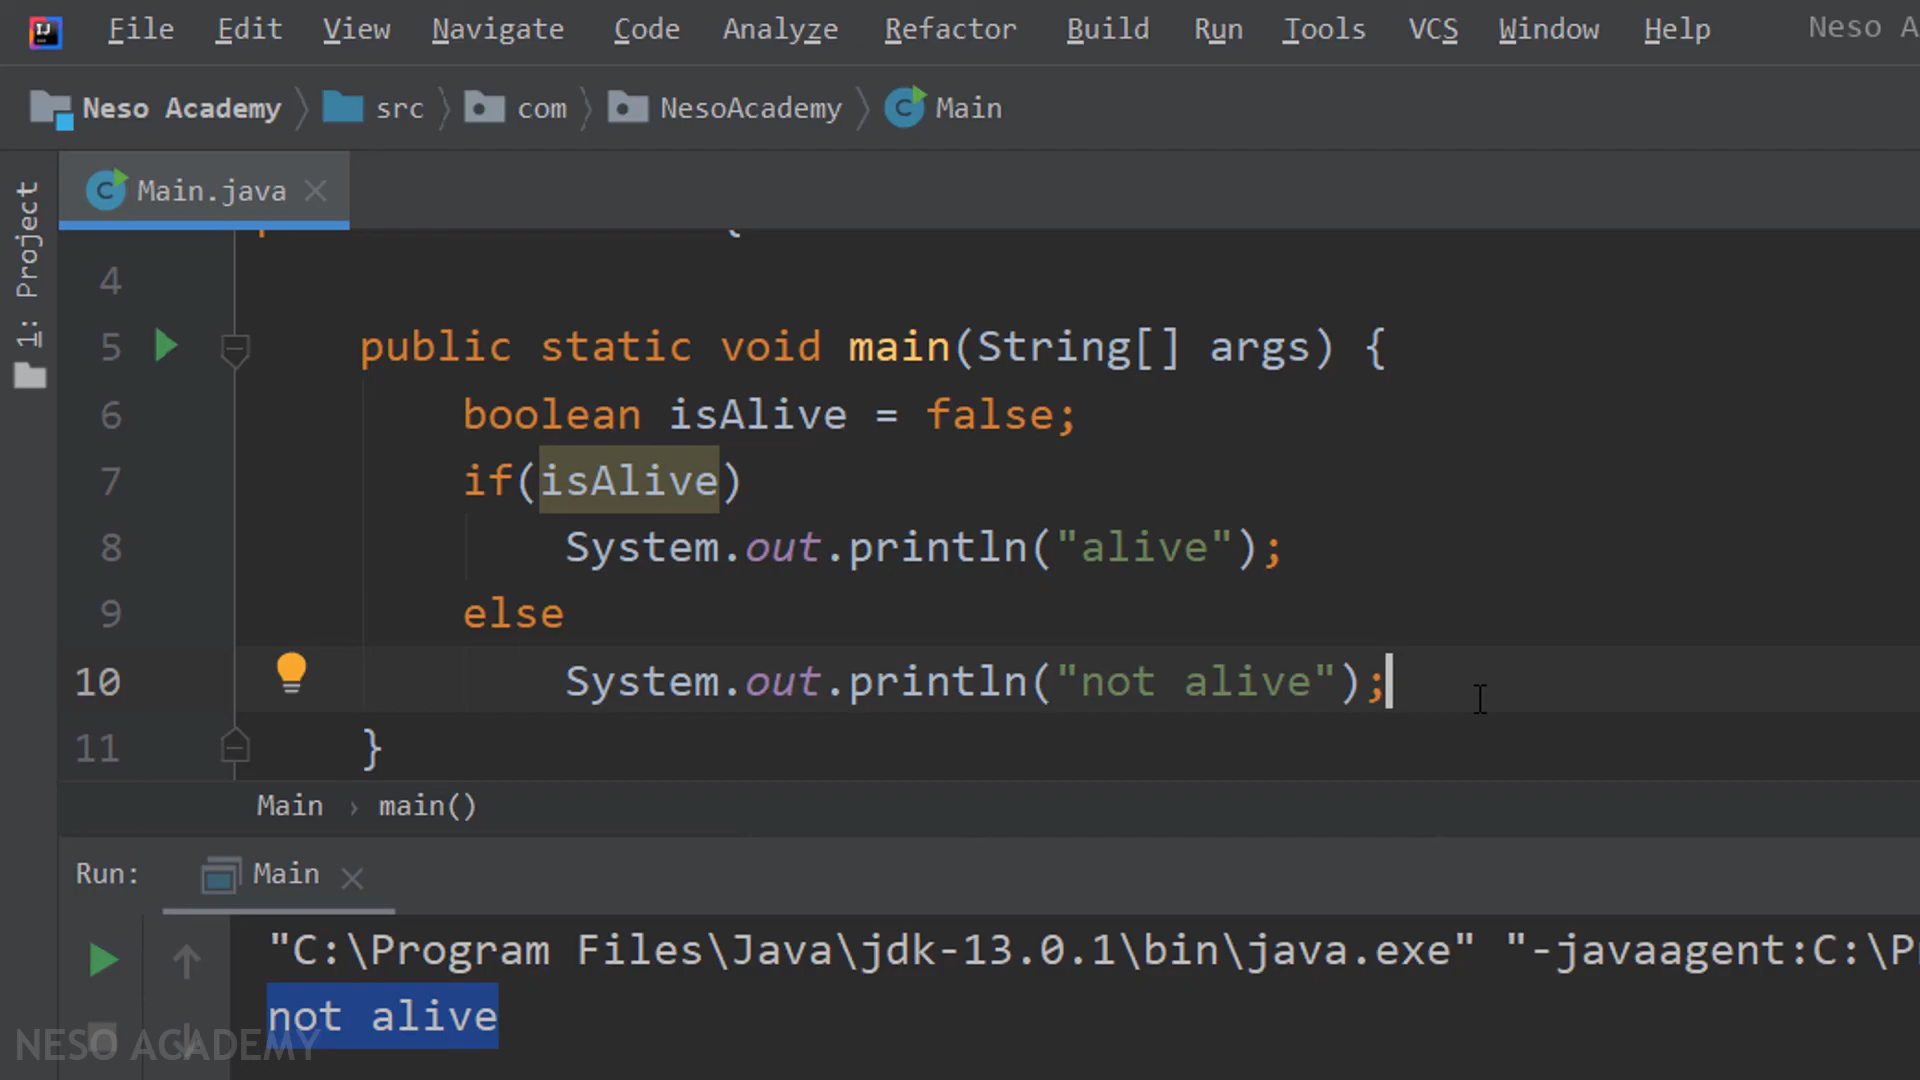 IJ File Edit View Navigate Code Analyze Refactor Build Run Tools VCS Window Help Neso A
Neso Academy src com NesoAcademy C Main
C Main.java
1: Project
{
4
5 public static void main(String[] args) {
6 boolean isAlive = false;
7 if(isAlive)
8 System.out.println("alive");
9 else
10 System.out.println("not alive");
11 }
Main › main()
Run: Main
"C:\Program Files\Java\jdk-13.0.1\bin\java.exe" "-javaagent:C:\Pr
not alive
NESO ACADEMY